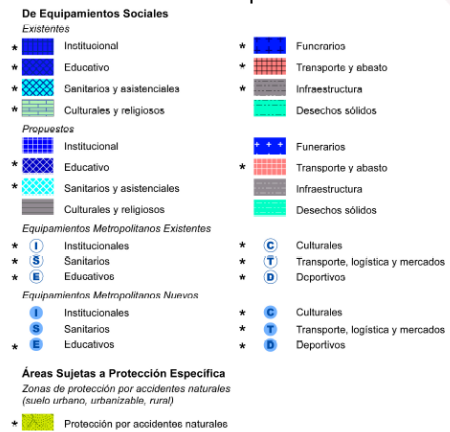 De Equipamientos Sociales
Existentes
* Institucional
* Educativo
* Sanitarios y asistenciales
* Culturales y religiosos
* Funerarios
* Transporte y abasto
* Infraestructura
Desechos sólidos
Propuestos
Institucional
* Educativo
* Sanitarios y asistenciales
Culturales y religiosos
Funerarios
* Transporte y abasto
Infraestructura
Desechos sólidos
Equipamientos Metropolitanos Existentes
* I Institucionales
* S Sanitarios
* E Educativos
* C Culturales
* T Transporte, logística y mercados
* D Deportivos
Equipamientos Metropolitanos Nuevos
I Institucionales
S Sanitarios
* E Educativos
* C Culturales
* T Transporte, logística y mercados
* D Deportivos
Áreas Sujetas a Protección Específica
Zonas de protección por accidentes naturales
(suelo urbano, urbanizable, rural)
* Protección por accidentes naturales